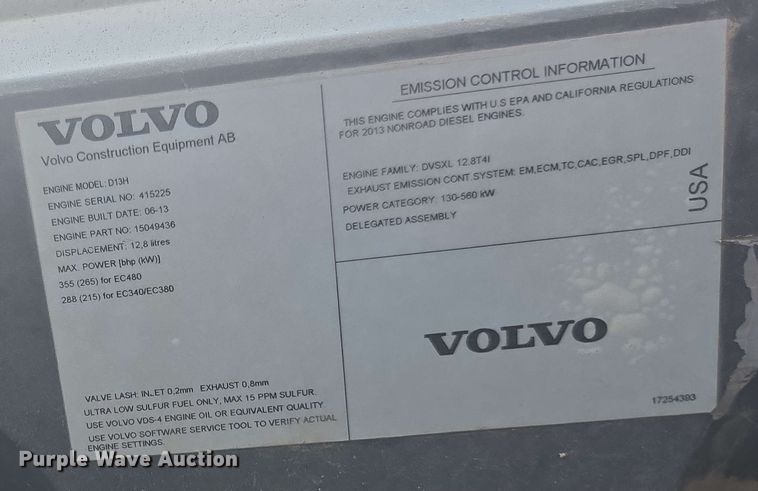 VOLVO
Volvo Construction Equipment AB
ENGINE MODEL: D13H
ENGINE SERIAL NO: 415225
ENGINE BUILT DATE: 06-13
ENGINE PART NO: 15049436
DISPLACEMENT: 12,8 litres
MAX. POWER [bhp (kW)]
355 (265) for EC480
288 (215) for EC340/EC380
VALVE LASH: INLET 0,2mm EXHAUST 0,8mm
ULTRA LOW SULFUR FUEL ONLY, MAX 15 PPM SULFUR.
USE VOLVO VDS-4 ENGINE OIL OR EQUIVALENT QUALITY.
USE VOLVO SOFTWARE SERVICE TOOL TO VERIFY ACTUAL
ENGINE SETTINGS.
EMISSION CONTROL INFORMATION
THIS ENGINE COMPLIES WITH U.S EPA AND CALIFORNIA REGULATIONS
FOR 2013 NONROAD DIESEL ENGINES.
ENGINE FAMILY: DVSXL 12.8T4I
EXHAUST EMISSION CONT.SYSTEM: EM,ECM,TC,CAC,EGR,SPL,DPF,DDI
POWER CATEGORY: 130-560 kW
DELEGATED ASSEMBLY
USA
VOLVO
17254393
Purple Wave Auction